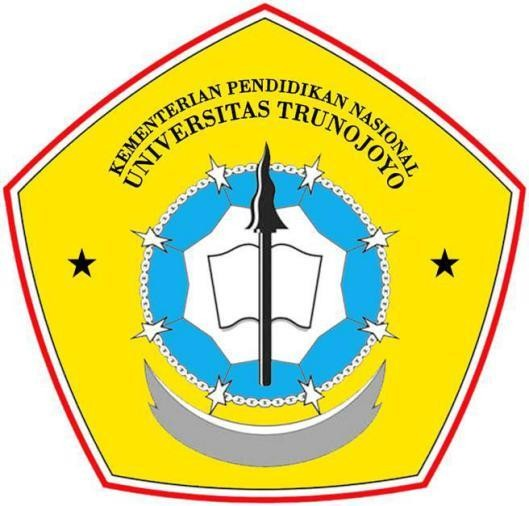 KEMENTERIAN PENDIDIKAN NASIONAL
UNIVERSITAS TRUNOJOYO